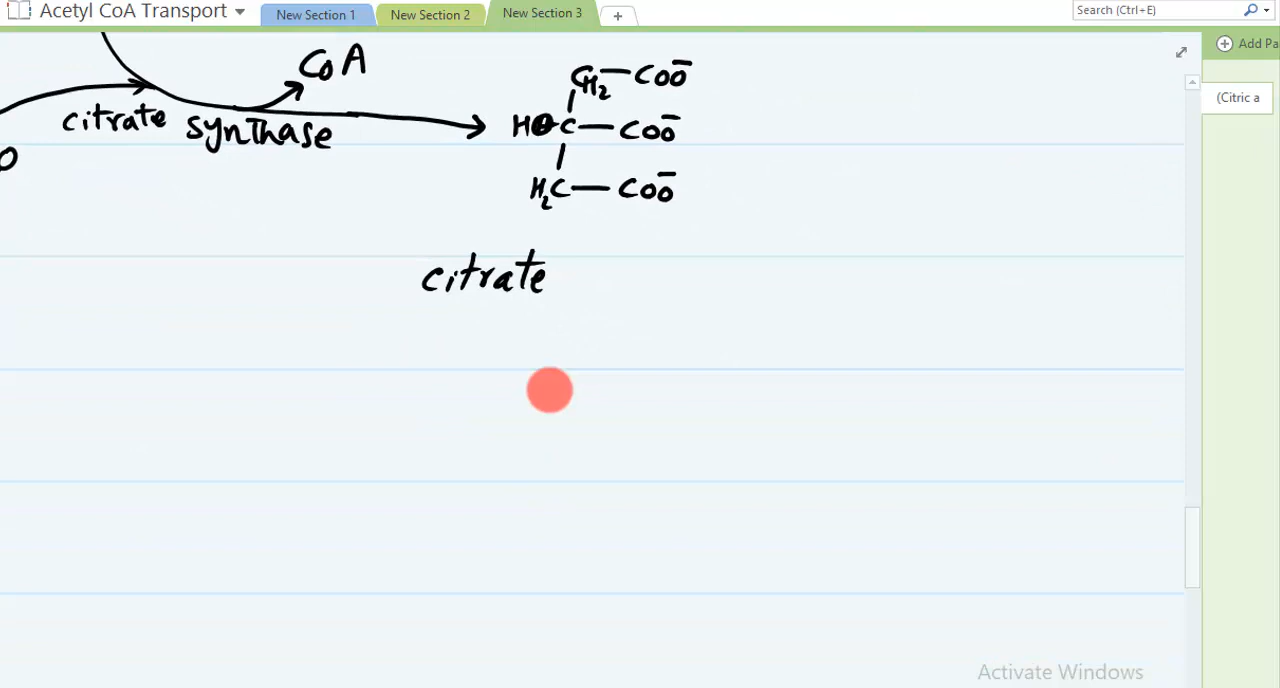 Acetyl CoA Transport
New Section 1
New Section 2
New Section 3
+
Search (Ctrl+E)
Add Pa
(Citric a
CoA
citrate synthase
O
CH2—COO⁻
HO-C—COO⁻
H2C—COO⁻
citrate
Activate Windows